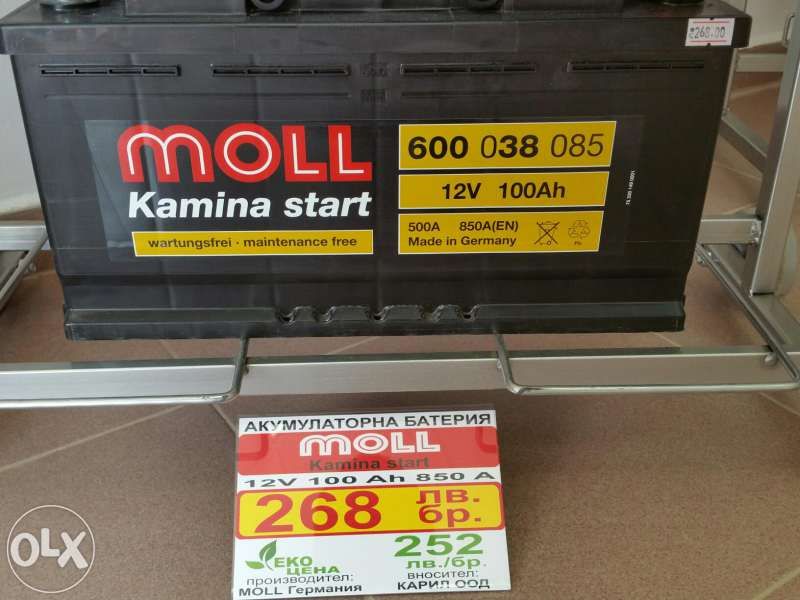 268.00
MOLL
Kamina start
wartungsfrei · maintenance free
600 038 085
12V 100Ah
500A 850A(EN)
Made in Germany
Pb
АКУМУЛАТОРНА БАТЕРИЯ
MOLL
Kamina start
12V 100 Ah 850 A
268 лв.
бр.
ЕКО
ЦЕНА
252
лв./бр.
производител:
MOLL Германия
вносител:
КАРИЛ ООД
OLX